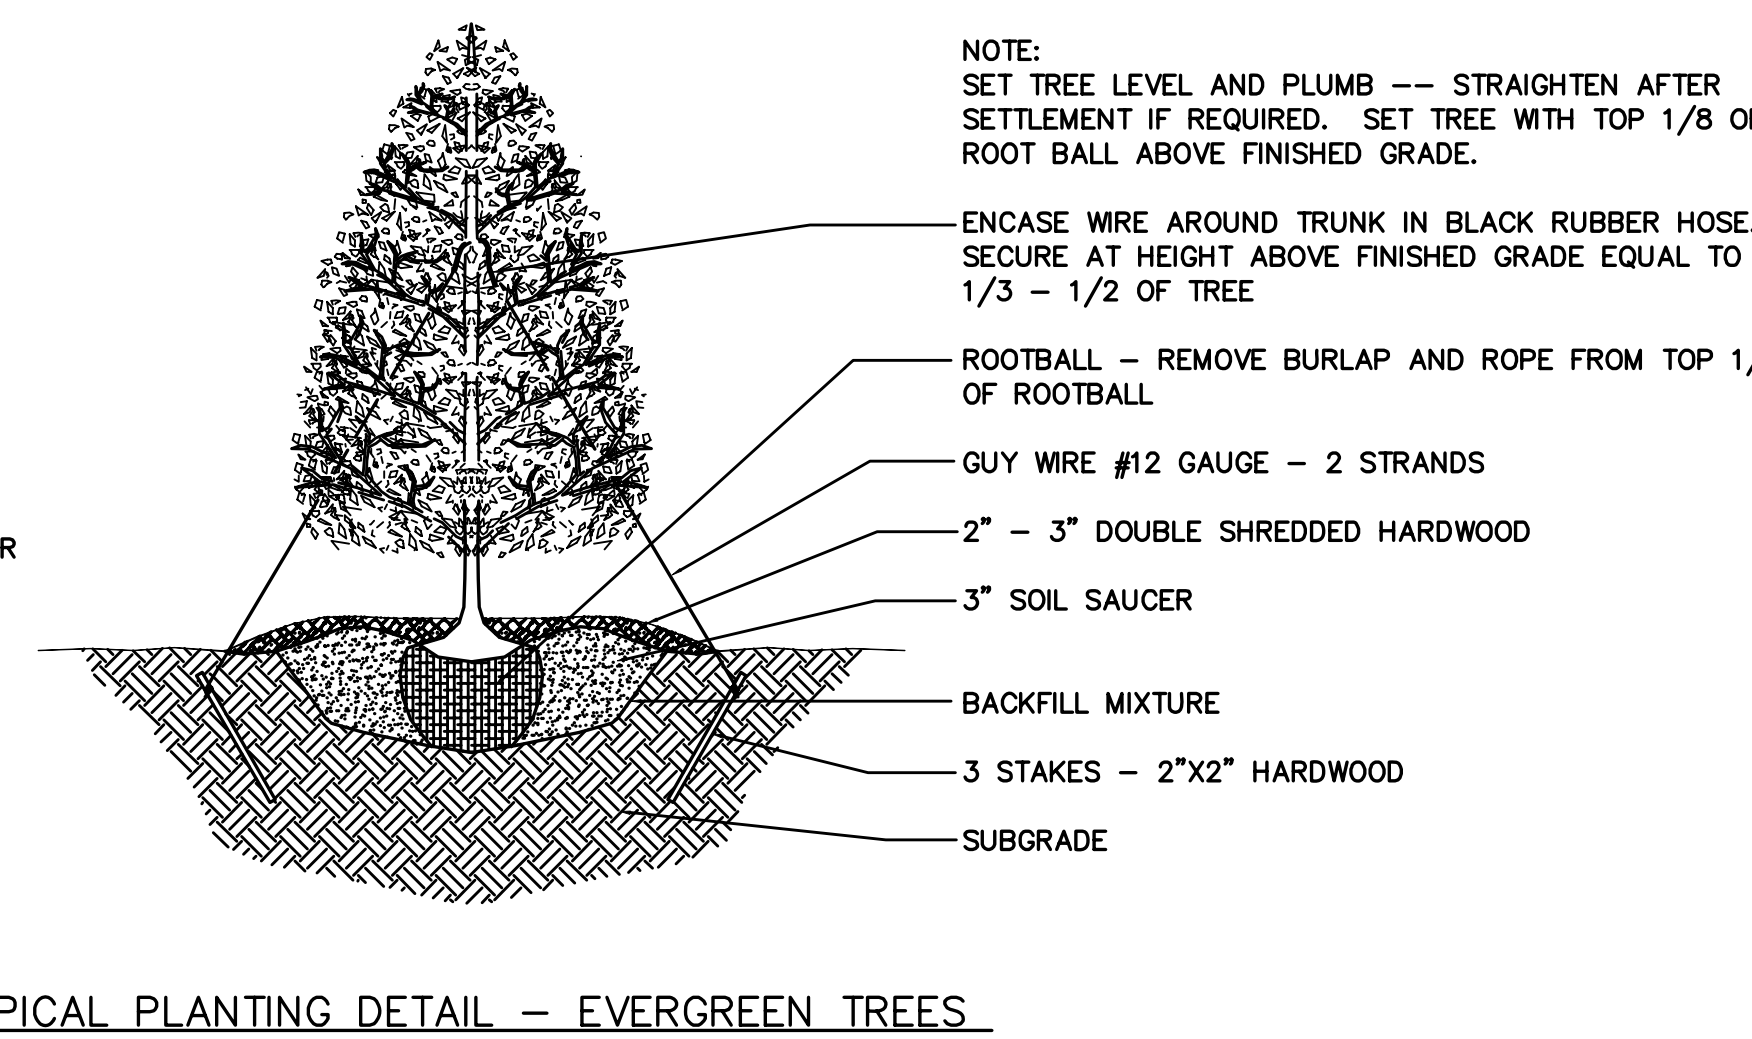 NOTE:
SET TREE LEVEL AND PLUMB -- STRAIGHTEN AFTER
SETTLEMENT IF REQUIRED. SET TREE WITH TOP 1/8
ROOT BALL ABOVE FINISHED GRADE.
ENCASE WIRE AROUND TRUNK IN BLACK RUBBER HOSE.
SECURE AT HEIGHT ABOVE FINISHED GRADE EQUAL TO
1/3 - 1/2 OF TREE
ROOTBALL - REMOVE BURLAP AND ROPE FROM TOP
OF ROOTBALL
GUY WIRE #12 GAUGE - 2 STRANDS
2" - 3" DOUBLE SHREDDED HARDWOOD
R
3" SOIL SAUCER
BACKFILL MIXTURE
3 STAKES - 2"X2" HARDWOOD
SUBGRADE
PICAL PLANTING DETAIL - EVERGREEN TREES